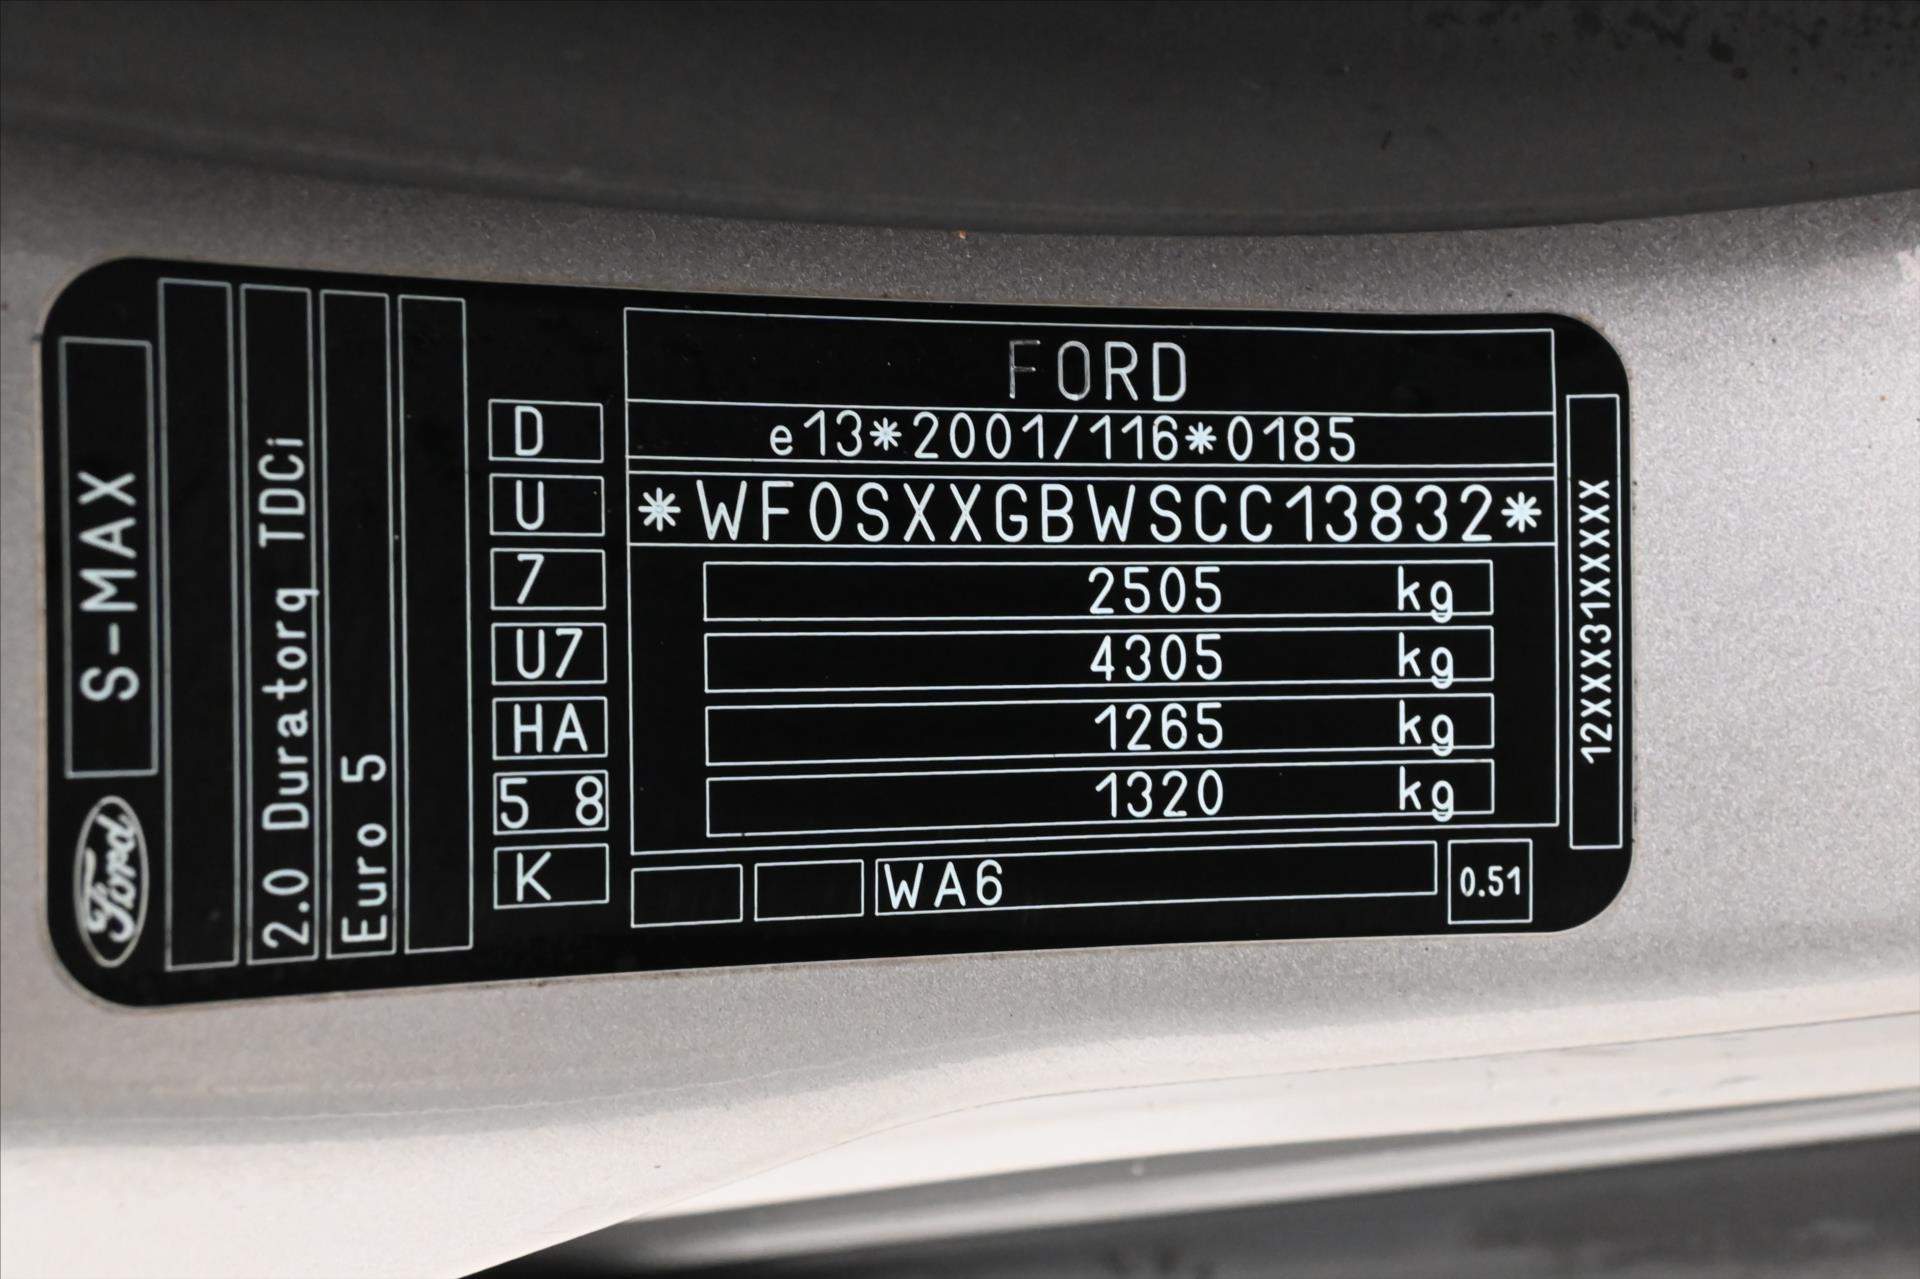 Ford
S-MAX
2.0 Duratorq TDCi
Euro 5
D
U
7
U7
HA
5 8
K
FORD
e13*2001/116*0185
*WF0SXXGBWSCC13832*
2505 kg
4305 kg
1265 kg
1320 kg
WA6
0.51
12XXX31XXXXX